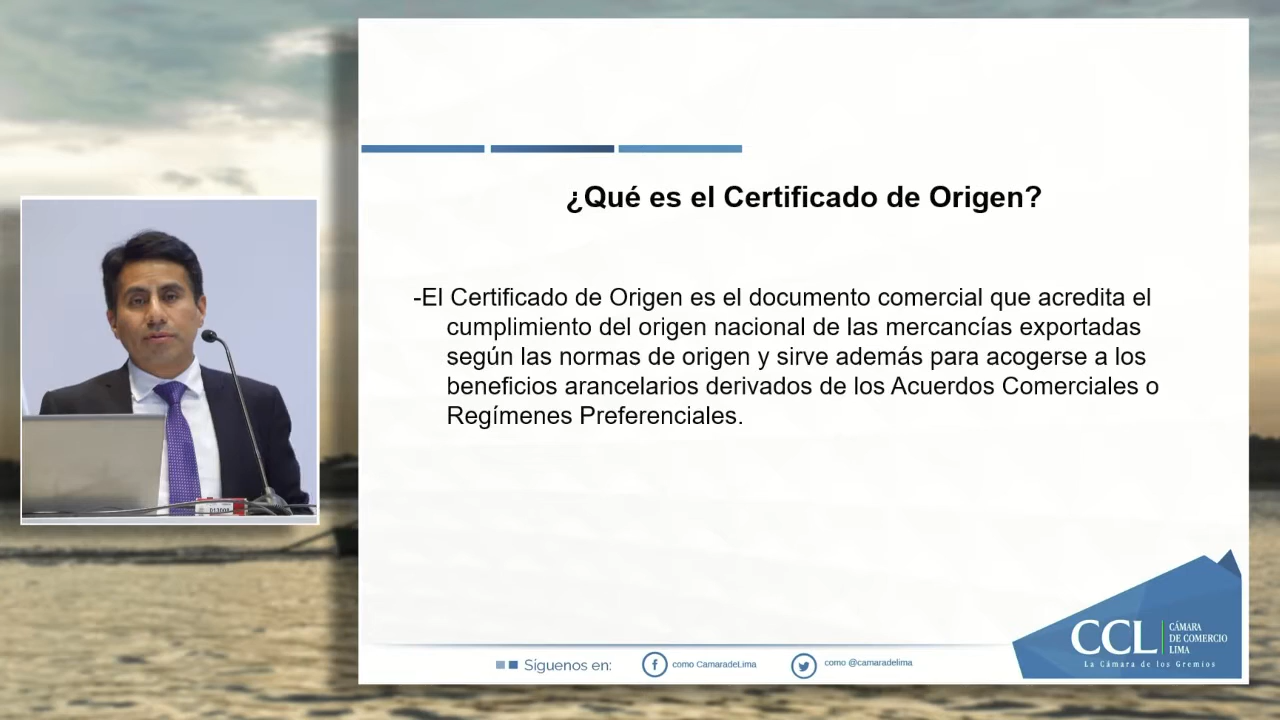 ¿Qué es el Certificado de Origen?
-El Certificado de Origen es el documento comercial que acredita el
cumplimiento del origen nacional de las mercancías exportadas
según las normas de origen y sirve además para acogerse a los
beneficios arancelarios derivados de los Acuerdos Comerciales o
Regímenes Preferenciales.
CCL
CÁMARA
DE COMERCIO
LIMA
La Cámara de los Gremios
Síguenos en:
como CamaradeLima
como @camaradelima